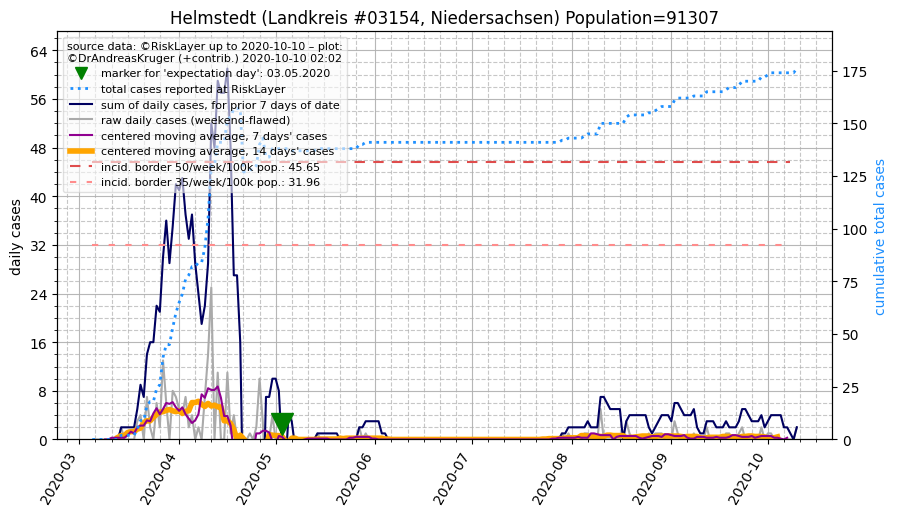 Helmstedt (Landkreis #03154, Niedersachsen) Population=91307
source data: ©RiskLayer up to 2020-10-10 – plot:
©DrAndreasKruger (+contrib.) 2020-10-10 02:02
marker for 'expectation day': 03.05.2020
total cases reported at RiskLayer
sum of daily cases, for prior 7 days of date
raw daily cases (weekend-flawed)
centered moving average, 7 days' cases
centered moving average, 14 days' cases
incid. border 50/week/100k pop.: 45.65
incid. border 35/week/100k pop.: 31.96
daily cases
64
56
48
40
32
24
16
8
0
cumulative total cases
175
150
125
100
75
50
25
0
2020-03
2020-04
2020-05
2020-06
2020-07
2020-08
2020-09
2020-10